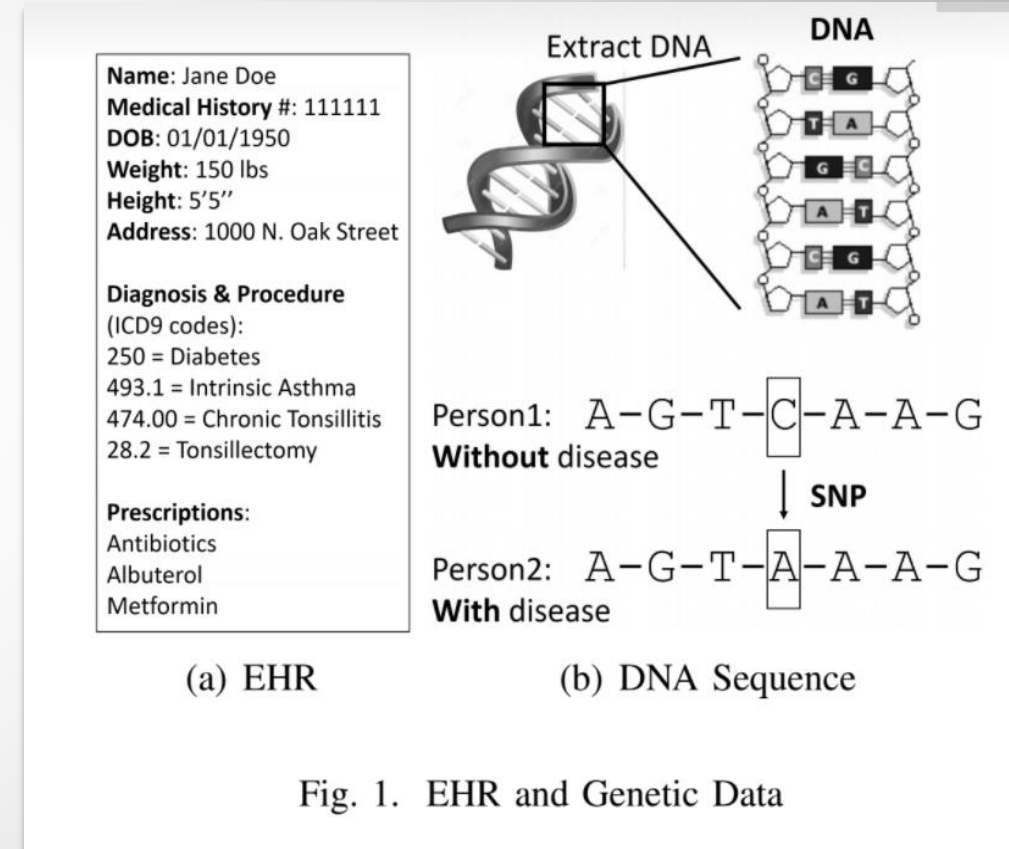 Name: Jane Doe
Medical History #: 111111
DOB: 01/01/1950
Weight: 150 lbs
Height: 5'5’’
Address: 1000 N. Oak Street
Diagnosis & Procedure
(ICD9 codes):
250 = Diabetes
493.1 = Intrinsic Asthma
474.00 = Chronic Tonsillitis
28.2 = Tonsillectomy
Prescriptions:
Antibiotics
Albuterol
Metformin
(a) EHR
Extract DNA
DNA
C G
T A
G C
A T
C G
A T
Person1: A-G-T-C-A-A-G
Without disease
SNP
Person2: A-G-T-A-A-A-G
With disease
(b) DNA Sequence
Fig. 1. EHR and Genetic Data